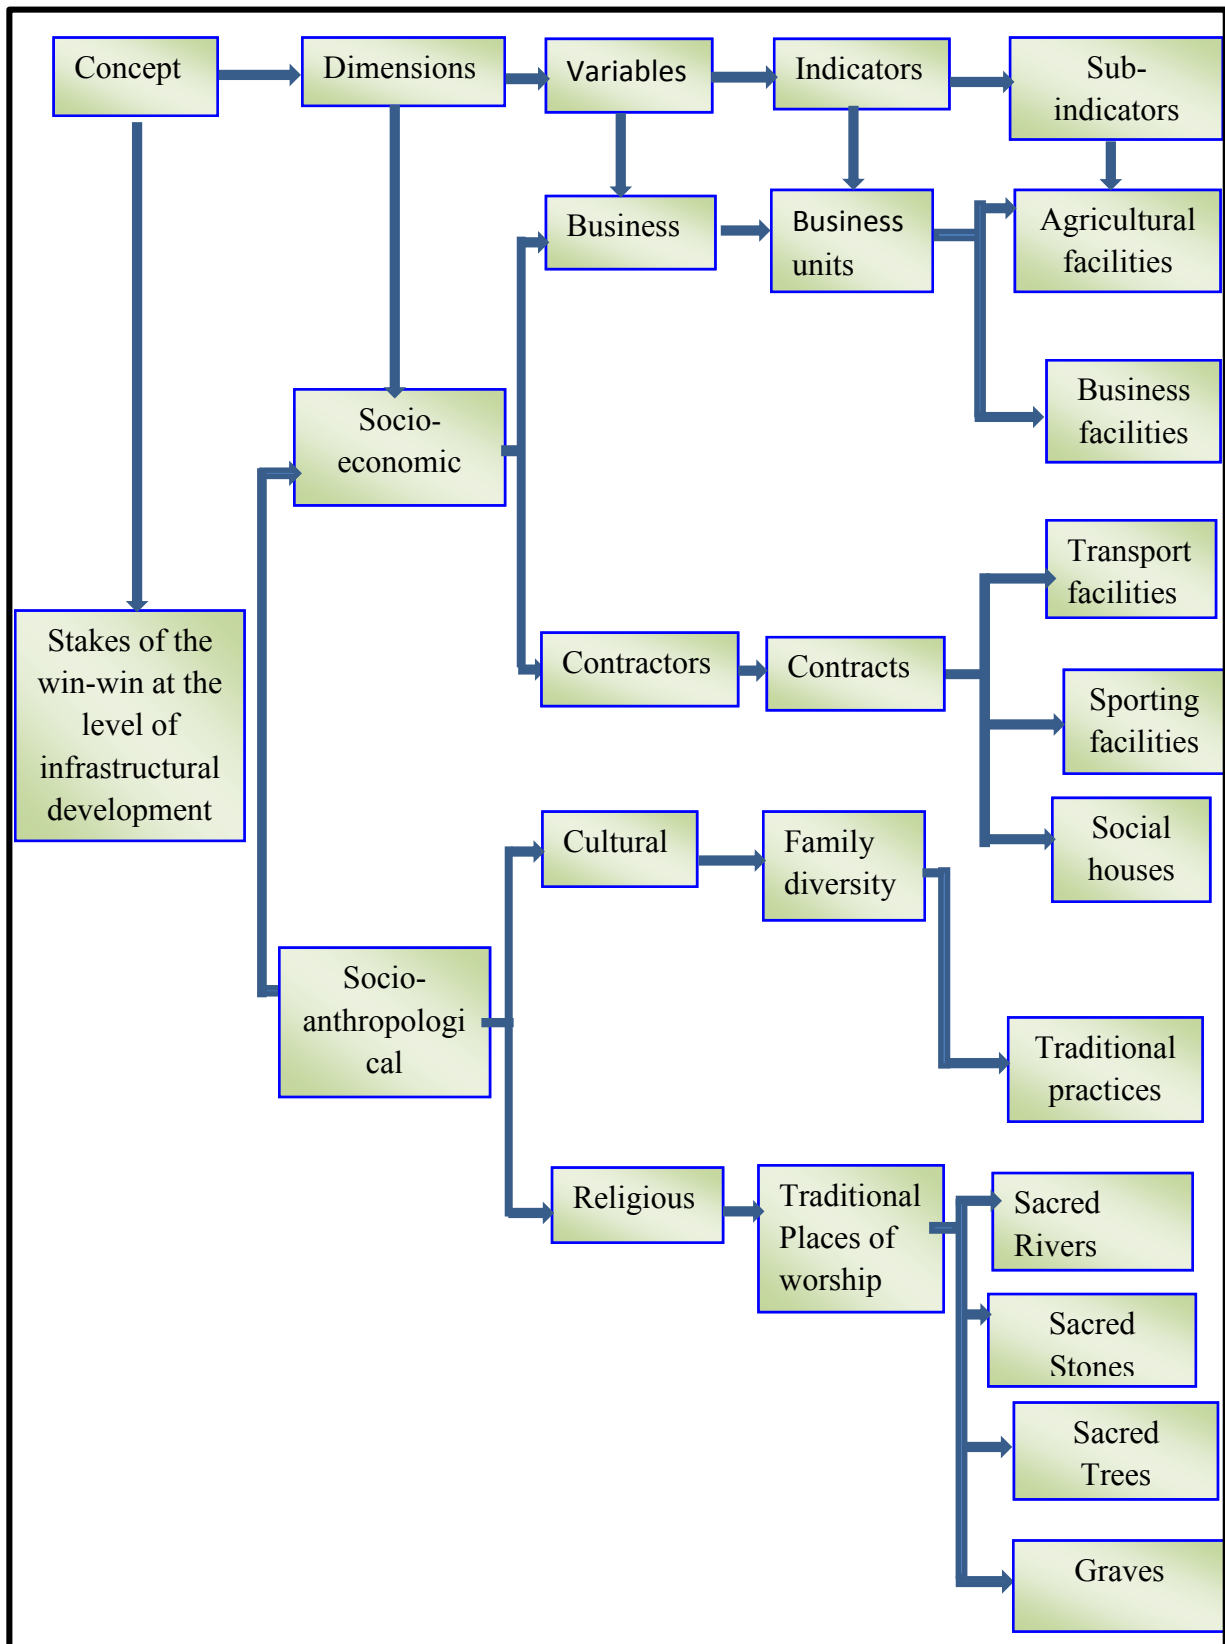 Concept
Dimensions
Variables
Indicators
Sub-
indicators
Business
Business
units
Agricultural
facilities
Business
facilities
Socio-
economic
Transport
facilities
Stakes of the
win-win at the
level of
infrastructural
development
Contractors
Contracts
Sporting
facilities
Social
houses
Cultural
Family
diversity
Socio-
anthropologi
cal
Traditional
practices
Religious
Traditional
Places of
worship
Sacred
Rivers
Sacred
Stones
Sacred
Trees
Graves